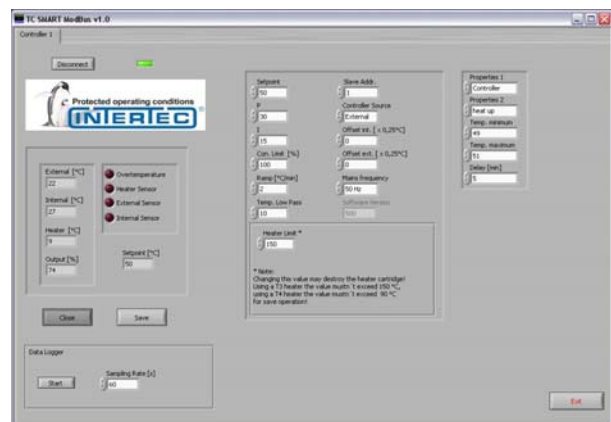 TC SMART ModBus v1.0
Controller 1
Disconnect
Protected operating conditions
INTERTEC
External [°C]
22
Internal [°C]
27
Heater [°C]
9
Output [%]
74
Overtemperature
Heater Sensor
External Sensor
Internal Sensor
Setpoint [°C]
50
Close
Save
Data Logger
Start
Sampling Rate [s]
60
Setpoint
50
P
30
I
15
Con. Limit [%]
100
Ramp [°C/min]
2
Temp. Low Pass
10
Slave Addr.
1
Controller Source
External
Offset int. [ x 0,25°C]
0
Offset ext. [ x 0,25°C]
0
Mains frequency
50 Hz
Software Version
Heater Limit *
150
* Note:
Changing this value may destroy the heater cartridge!
Using a T3 heater the value mustn´t exceed 150 °C,
using a T4 heater the value mustn´t exceed 90 °C
for save operation!
Properties 1
Controller
Properties 2
heat up
Temp. minimum
49
Temp. maximum
51
Delay [min]
5
Exit